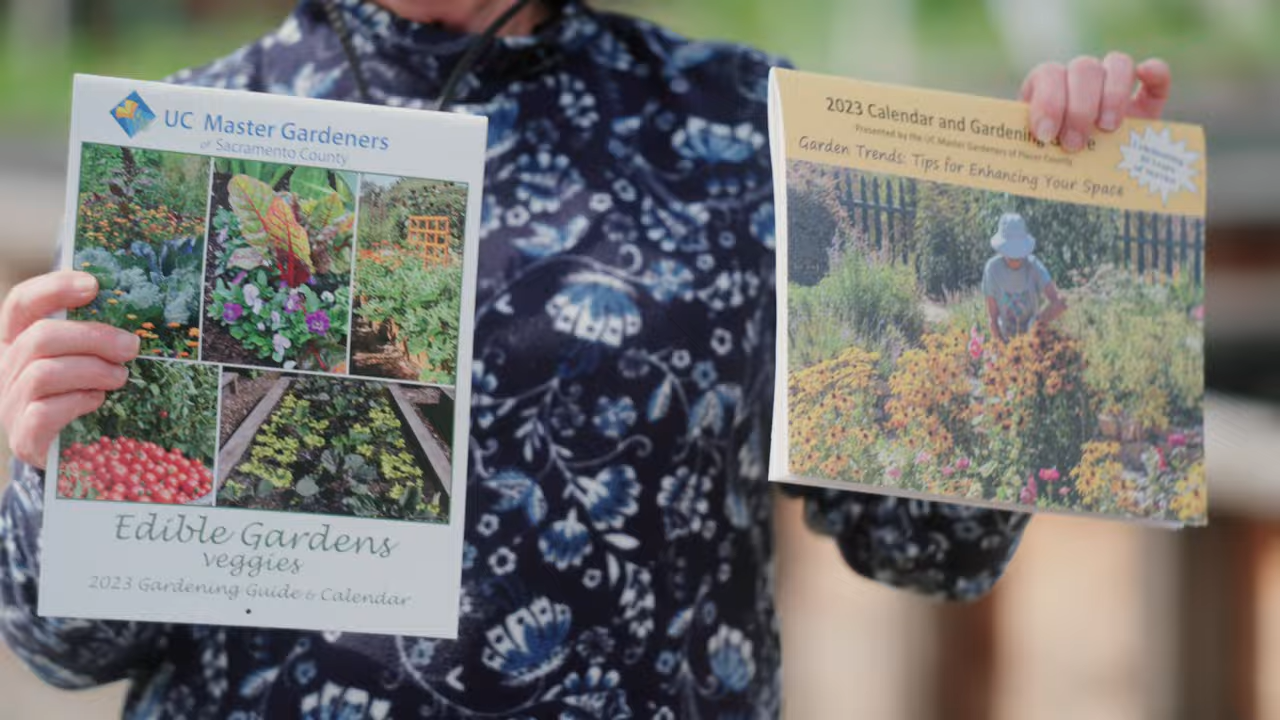 UC Master Gardeners
of Sacramento County
Edible Gardens
veggies
2023 Gardening Guide & Calendar
2023 Calendar and Gardening
Presented by the UC Master Gardeners of Placer County
Garden Trends: Tips for Enhancing Your Space